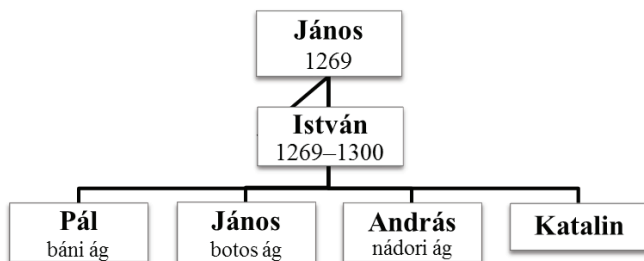 János
1269
István
1269–1300
Pál
báni ág
János
botos ág
András
nádori ág
Katalin